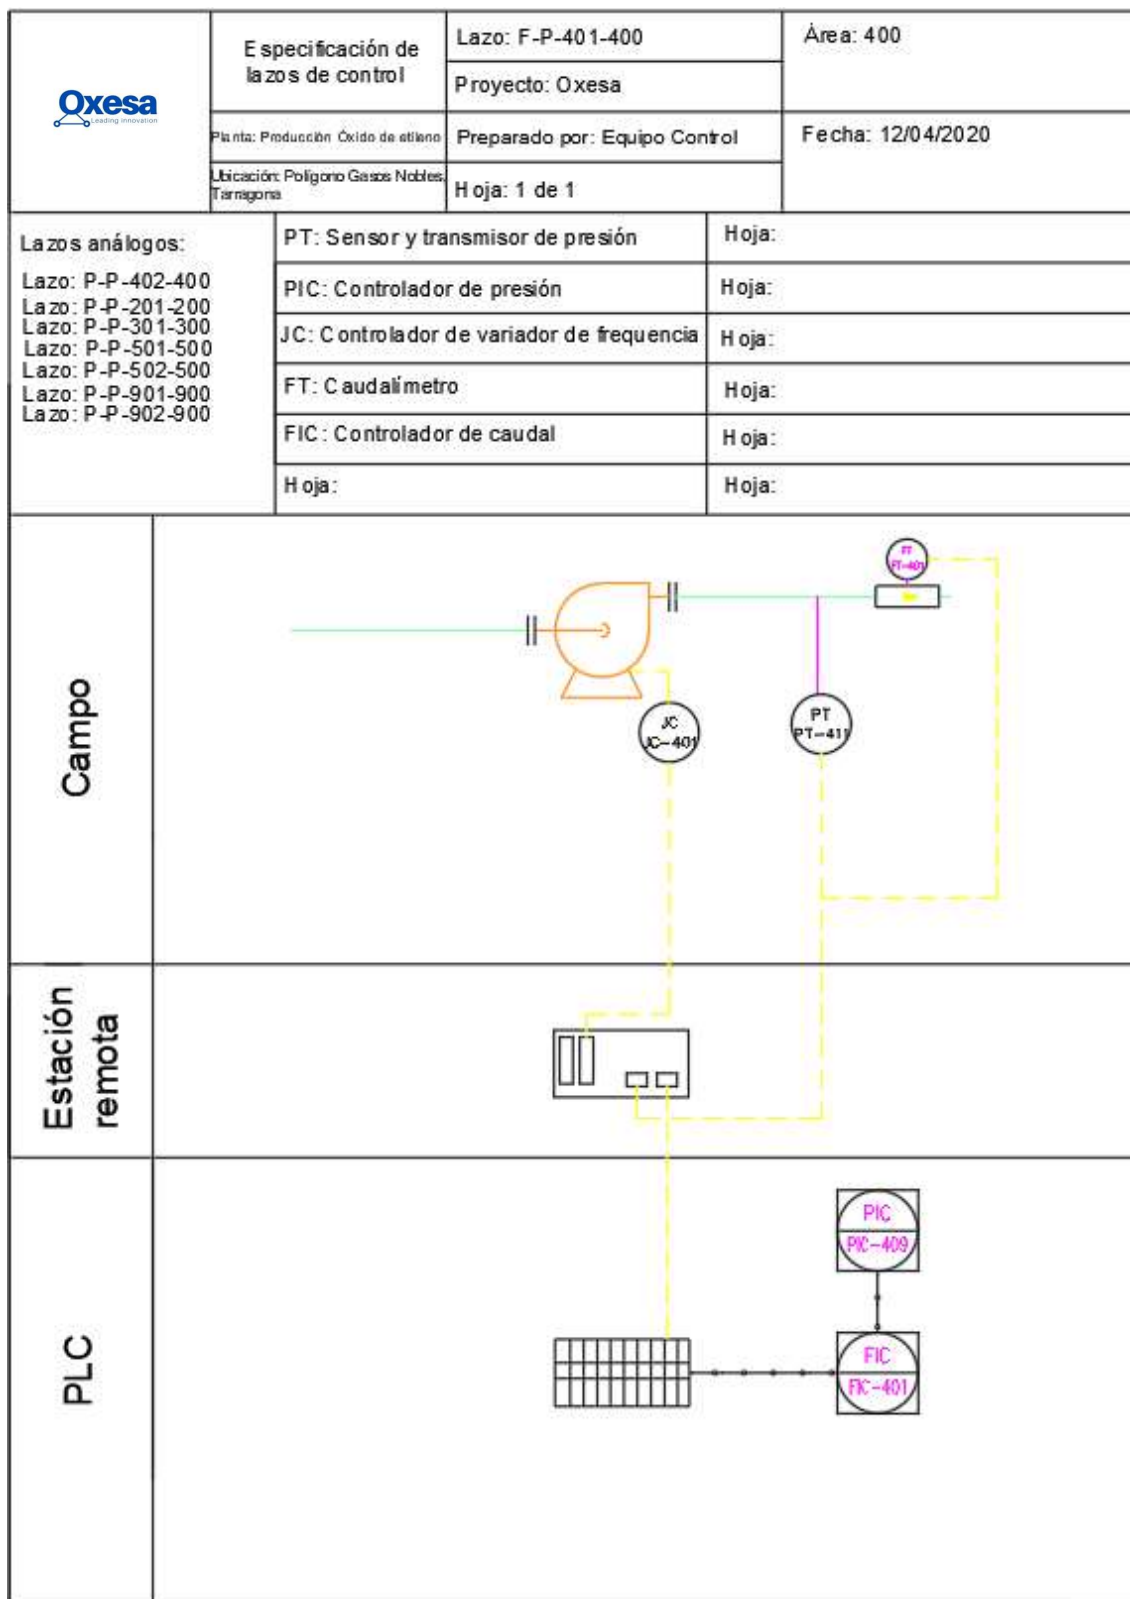 Oxesa
Leading innovation
Especificación de
lazos de control
Lazo: F-P-401-400
Área: 400
Proyecto: Oxesa
Planta: Producción Óxido de etileno
Preparado por: Equipo Control
Fecha: 12/04/2020
Ubicación: Polígono Gasos Nobles,
Tarragona
Hoja: 1 de 1
Lazos análogos:
Lazo: P-P-402-400
Lazo: P-P-201-200
Lazo: P-P-301-300
Lazo: P-P-501-500
Lazo: P-P-502-500
Lazo: P-P-901-900
Lazo: P-P-902-900
PT: Sensor y transmisor de presión
Hoja:
PIC: Controlador de presión
Hoja:
JC: Controlador de variador de frequencia
Hoja:
FT: Caudalímetro
Hoja:
FIC: Controlador de caudal
Hoja:
Hoja:
Hoja:
Campo
FT
FT-401
JC
JC-401
PT
PT-411
Estación
remota
PLC
PIC
PIC-409
FIC
FIC-401